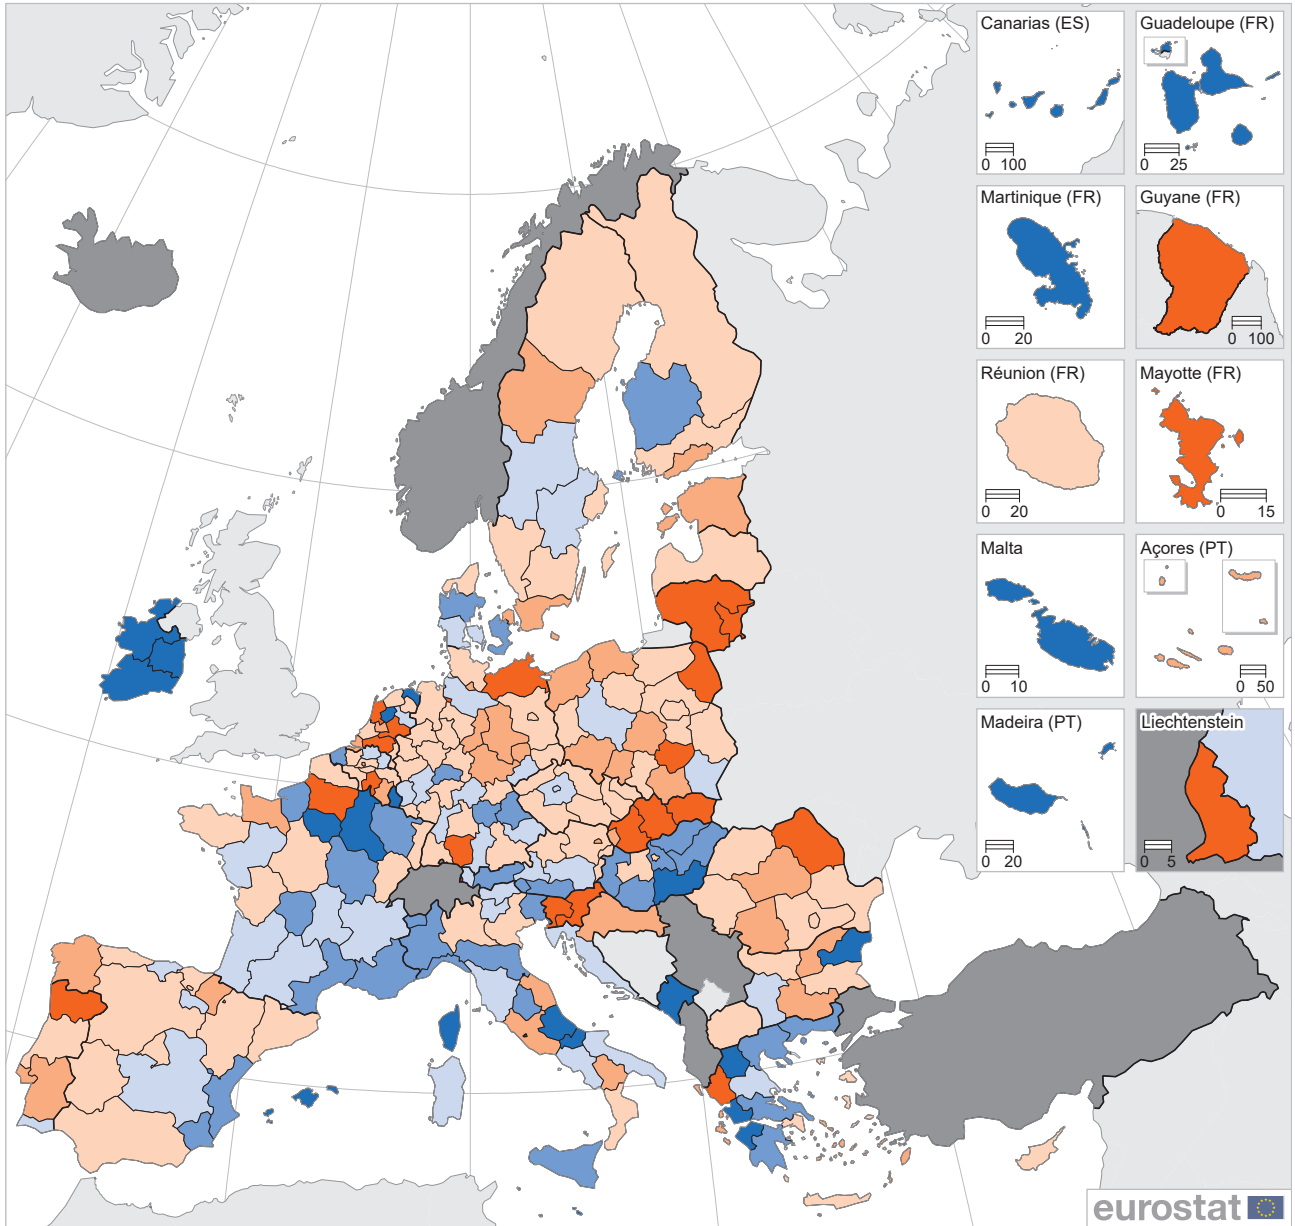 Canarias (ES)
0 100
Guadeloupe (FR)
0 25
Martinique (FR)
0 20
Guyane (FR)
0 100
Réunion (FR)
0 20
Mayotte (FR)
0 15
Malta
0 10
Açores (PT)
0 50
Madeira (PT)
0 20
Liechtenstein
0 5
eurostat